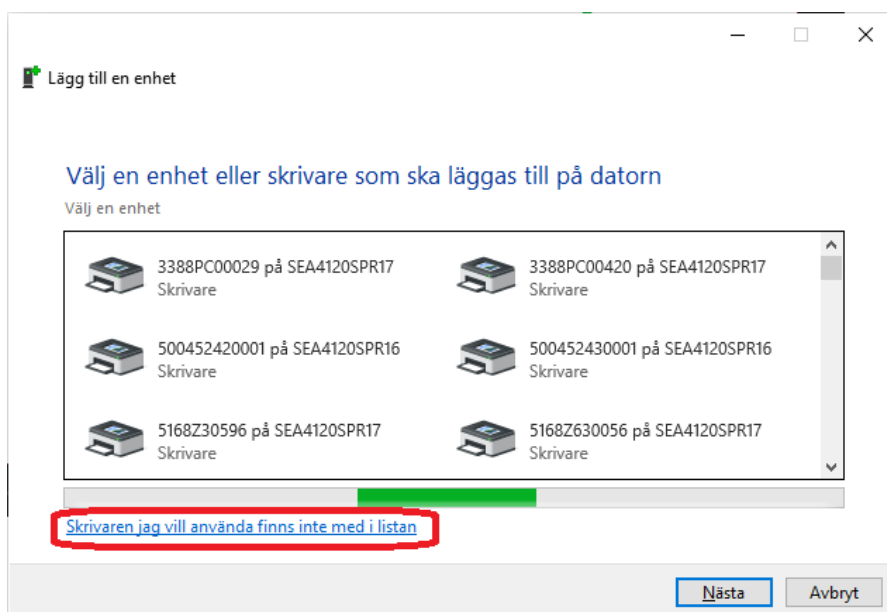 Lägg till en enhet
Välj en enhet eller skrivare som ska läggas till på datorn
Välj en enhet
3388PC00029 på SEA4120SPR17
Skrivare
3388PC00420 på SEA4120SPR17
Skrivare
500452420001 på SEA4120SPR16
Skrivare
500452430001 på SEA4120SPR16
Skrivare
5168Z30596 på SEA4120SPR17
Skrivare
5168Z630056 på SEA4120SPR17
Skrivare
Skrivaren jag vill använda finns inte med i listan
Nästa
Avbryt